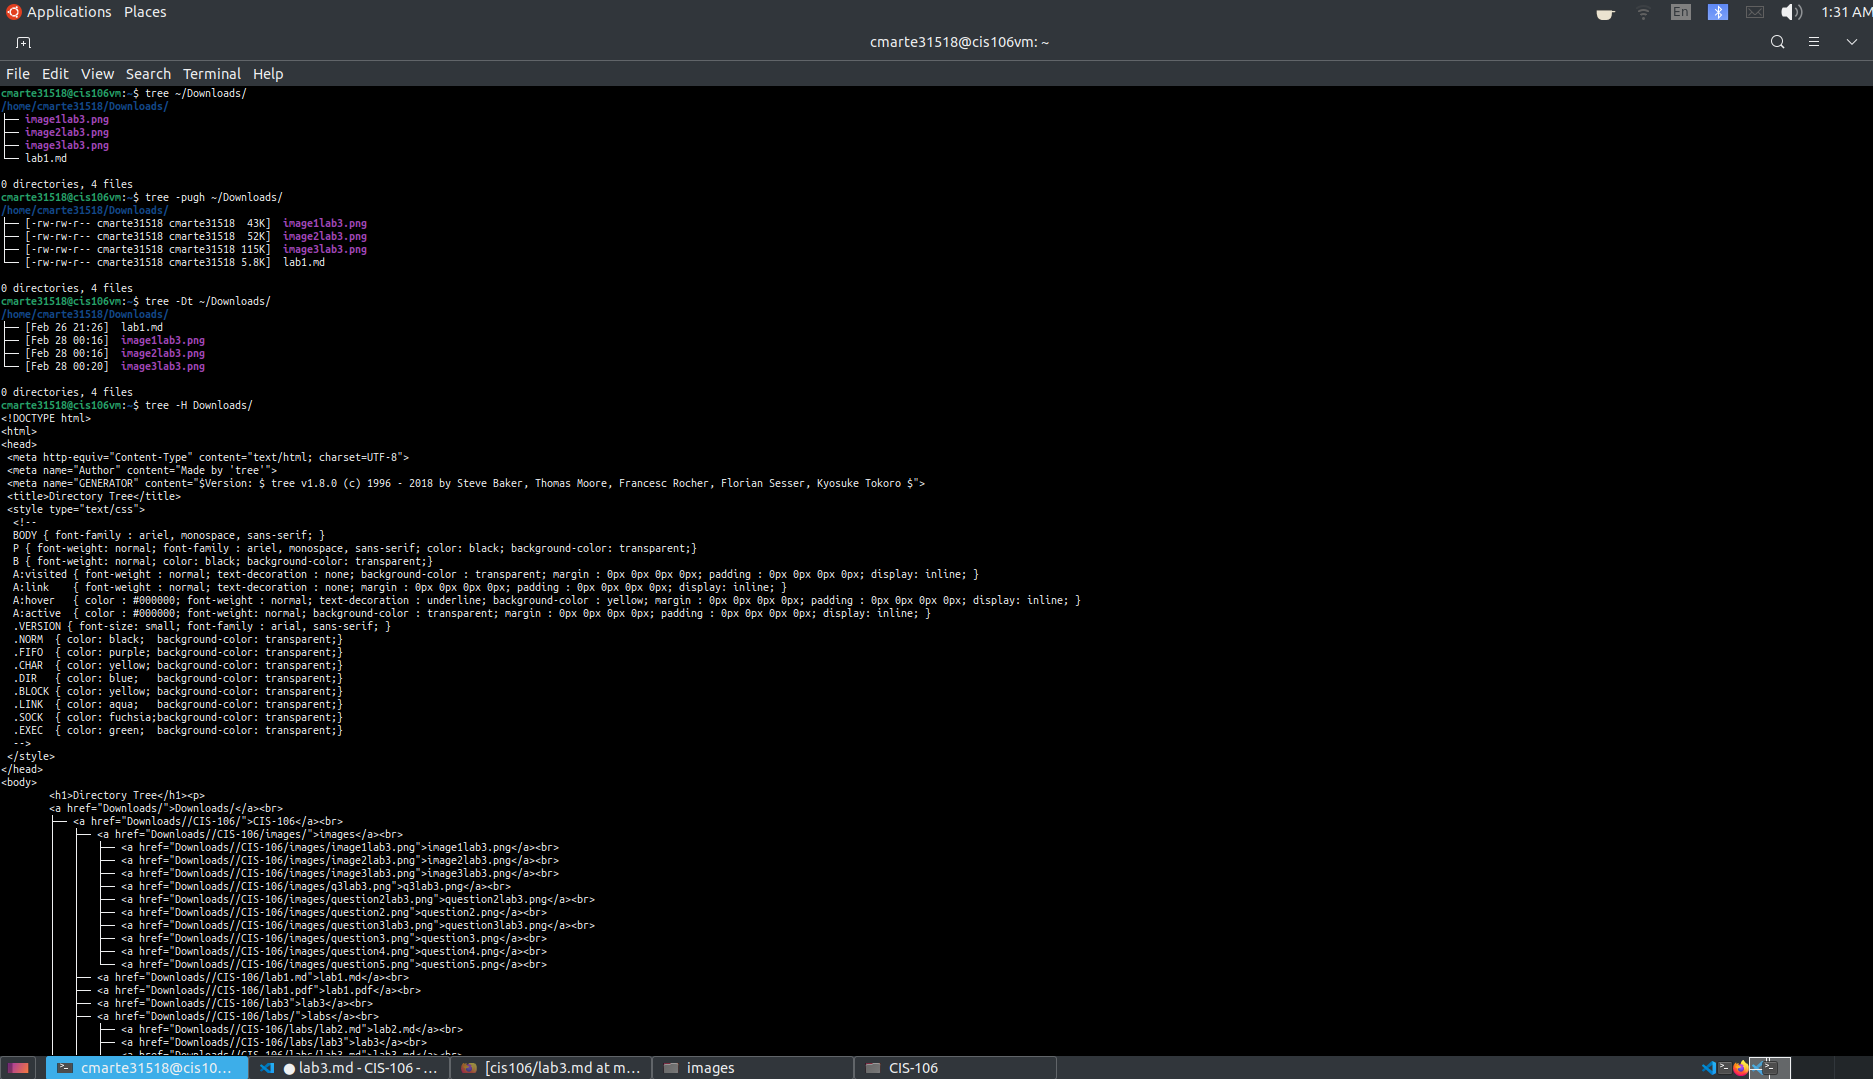 Applications Places
En 1:31 AM
cmarte31518@cis106vm: ~
File Edit View Search Terminal Help
cmarte31518@cis106vm:~$ tree ~/Downloads/
/home/cmarte31518/Downloads/
├── image1lab3.png
├── image2lab3.png
├── image3lab3.png
└── lab1.md
0 directories, 4 files
cmarte31518@cis106vm:~$ tree -pugh ~/Downloads/
/home/cmarte31518/Downloads/
├── [-rw-rw-r-- cmarte31518 cmarte31518  43K]  image1lab3.png
├── [-rw-rw-r-- cmarte31518 cmarte31518  52K]  image2lab3.png
├── [-rw-rw-r-- cmarte31518 cmarte31518 115K]  image3lab3.png
└── [-rw-rw-r-- cmarte31518 cmarte31518 5.8K]  lab1.md
0 directories, 4 files
cmarte31518@cis106vm:~$ tree -Dt ~/Downloads/
/home/cmarte31518/Downloads/
├── [Feb 26 21:26]  lab1.md
├── [Feb 28 00:16]  image1lab3.png
├── [Feb 28 00:16]  image2lab3.png
└── [Feb 28 00:20]  image3lab3.png
0 directories, 4 files
cmarte31518@cis106vm:~$ tree -H Downloads/
<!DOCTYPE html>
<html>
<head>
 <meta http-equiv="Content-Type" content="text/html; charset=UTF-8">
 <meta name="Author" content="Made by 'tree'">
 <meta name="GENERATOR" content="$Version: $ tree v1.8.0 (c) 1996 - 2018 by Steve Baker, Thomas Moore, Francesc Rocher, Florian Sesser, Kyosuke Tokoro $">
 <title>Directory Tree</title>
 <style type="text/css">
  <!--
  BODY { font-family : ariel, monospace, sans-serif; }
  P { font-weight: normal; font-family : ariel, monospace, sans-serif; color: black; background-color: transparent;}
  B { font-weight: normal; color: black; background-color: transparent;}
  A:visited { font-weight : normal; text-decoration : none; background-color : transparent; margin : 0px 0px 0px 0px; padding : 0px 0px 0px 0px; display: inline; }
  A:link    { font-weight : normal; text-decoration : none; margin : 0px 0px 0px 0px; padding : 0px 0px 0px 0px; display: inline; }
  A:hover   { color : #000000; font-weight : normal; text-decoration : underline; background-color : yellow; margin : 0px 0px 0px 0px; padding : 0px 0px 0px 0px; display: inline; }
  A:active  { color : #000000; font-weight : normal; background-color : transparent; margin : 0px 0px 0px 0px; padding : 0px 0px 0px 0px; display: inline; }
  .VERSION { font-size: small; font-family : arial, sans-serif; }
  .NORM  { color: black;  background-color: transparent;}
  .FIFO  { color: purple; background-color: transparent;}
  .CHAR  { color: yellow; background-color: transparent;}
  .DIR   { color: blue;   background-color: transparent;}
  .BLOCK { color: yellow; background-color: transparent;}
  .LINK  { color: aqua;   background-color: transparent;}
  .SOCK  { color: fuchsia;background-color: transparent;}
  .EXEC  { color: green;  background-color: transparent;}
  -->
 </style>
</head>
<body>
        <h1>Directory Tree</h1><p>
        <a href="Downloads/">Downloads/</a><br>
        ├── <a href="Downloads//CIS-106/">CIS-106</a><br>
        │   ├── <a href="Downloads//CIS-106/images/">images</a><br>
        │   │   ├── <a href="Downloads//CIS-106/images/image1lab3.png">image1lab3.png</a><br>
        │   │   ├── <a href="Downloads//CIS-106/images/image2lab3.png">image2lab3.png</a><br>
        │   │   ├── <a href="Downloads//CIS-106/images/image3lab3.png">image3lab3.png</a><br>
        │   │   ├── <a href="Downloads//CIS-106/images/q3lab3.png">q3lab3.png</a><br>
        │   │   ├── <a href="Downloads//CIS-106/images/question2lab3.png">question2lab3.png</a><br>
        │   │   ├── <a href="Downloads//CIS-106/images/question2.png">question2.png</a><br>
        │   │   ├── <a href="Downloads//CIS-106/images/question3lab3.png">question3lab3.png</a><br>
        │   │   ├── <a href="Downloads//CIS-106/images/question3.png">question3.png</a><br>
        │   │   ├── <a href="Downloads//CIS-106/images/question4.png">question4.png</a><br>
        │   │   └── <a href="Downloads//CIS-106/images/question5.png">question5.png</a><br>
        │   ├── <a href="Downloads//CIS-106/lab1.md">lab1.md</a><br>
        │   ├── <a href="Downloads//CIS-106/lab1.pdf">lab1.pdf</a><br>
        │   ├── <a href="Downloads//CIS-106/lab3">lab3</a><br>
        │   ├── <a href="Downloads//CIS-106/labs/">labs</a><br>
        │   │   ├── <a href="Downloads//CIS-106/labs/lab2.md">lab2.md</a><br>
        │   │   ├── <a href="Downloads//CIS-106/labs/lab3">lab3</a><br>
        │   │   ├── <a href="Downloads//CIS-106/labs/lab3.md">lab3.md</a><br>
cmarte31518@cis10... lab3.md - CIS-106 - ... [cis106/lab3.md at m... images CIS-106